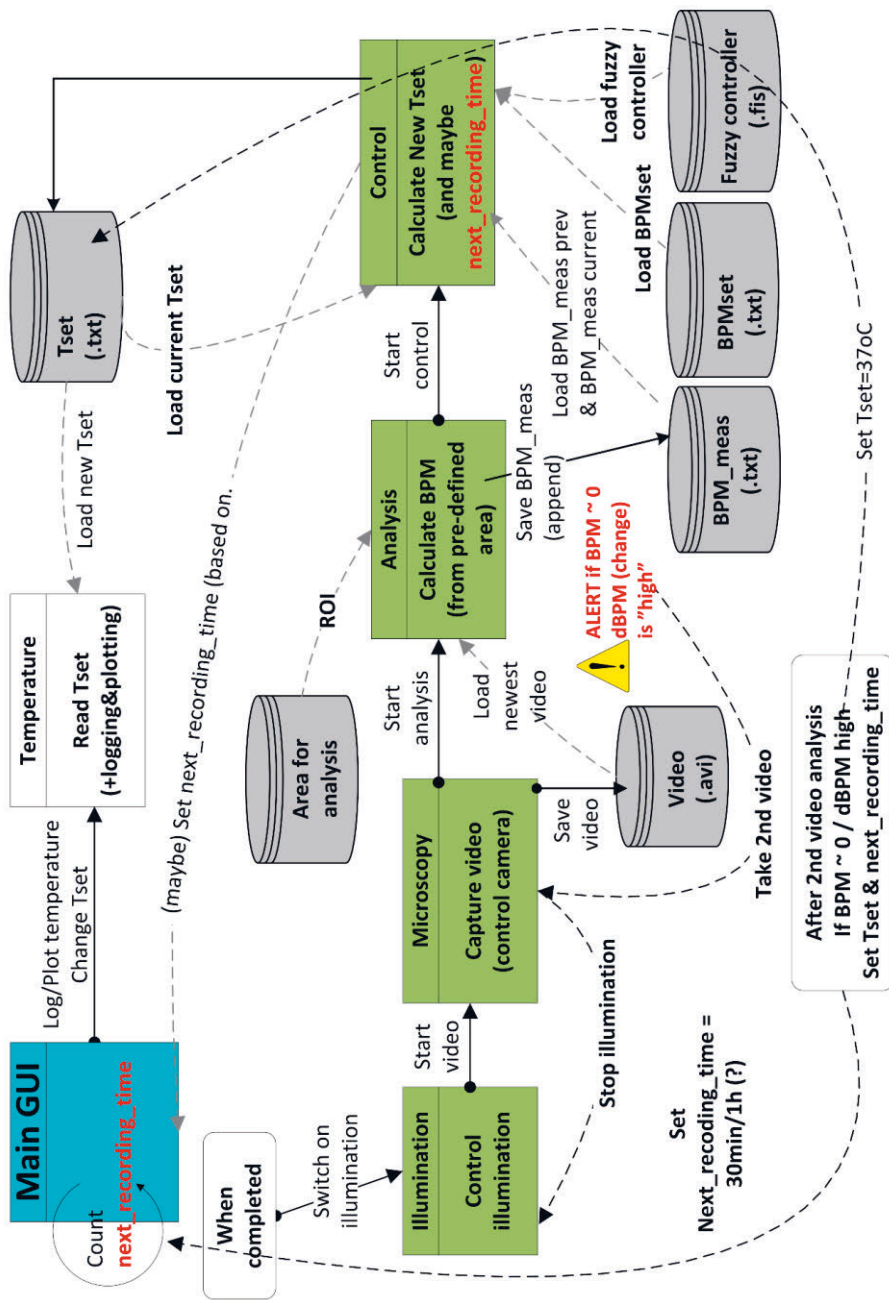 Main GUI
Count
next_recording_time
Log/Plot temperature
Change Tset
Temperature
Read Tset
(+logging&plotting)
Load new Tset
Tset
(.txt)
Load current Tset
(maybe) Set next_recording_time (based on.
When
completed
Switch on
illumination
Area for
analysis
ROI
Illumination
Control
illumination
Start
video
Microscopy
Capture video
(control camera)
Start
analysis
Analysis
Calculate BPM
(from pre-defined
area)
Start
control
Control
Calculate New Tset
(and maybe
next_recording_time)
Stop illumination
Save
video
Load
newest
video
Video
(.avi)
ALERT if BPM ~ 0
dBPM (change)
is ”high”
Save BPM_meas
(append)
Load BPM_meas prev
& BPM_meas current
Load BPMset
Load fuzzy
controller
BPM_meas
(.txt)
BPMset
(.txt)
Fuzzy controller
(.fis)
Take 2nd video
Set
Next_recoding_time =
30min/1h (?)
After 2nd video analysis
If BPM ~ 0 / dBPM high
Set Tset & next_recording_time
Set Tset=37oC